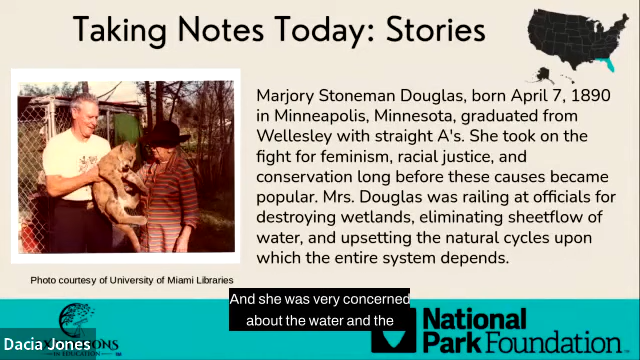 Taking Notes Today: Stories
Marjory Stoneman Douglas, born April 7, 1890
in Minneapolis, Minnesota, graduated from
Wellesley with straight A's. She took on the
fight for feminism, racial justice, and
conservation long before these causes became
popular. Mrs. Douglas was railing at officials for
destroying wetlands, eliminating sheetflow of
water, and upsetting the natural cycles upon
which the entire system depends.
Photo courtesy of University of Miami Libraries
And she was very concerned
about the water and the
National
Park Foundation
Dacia Jones
IN EDUCATION